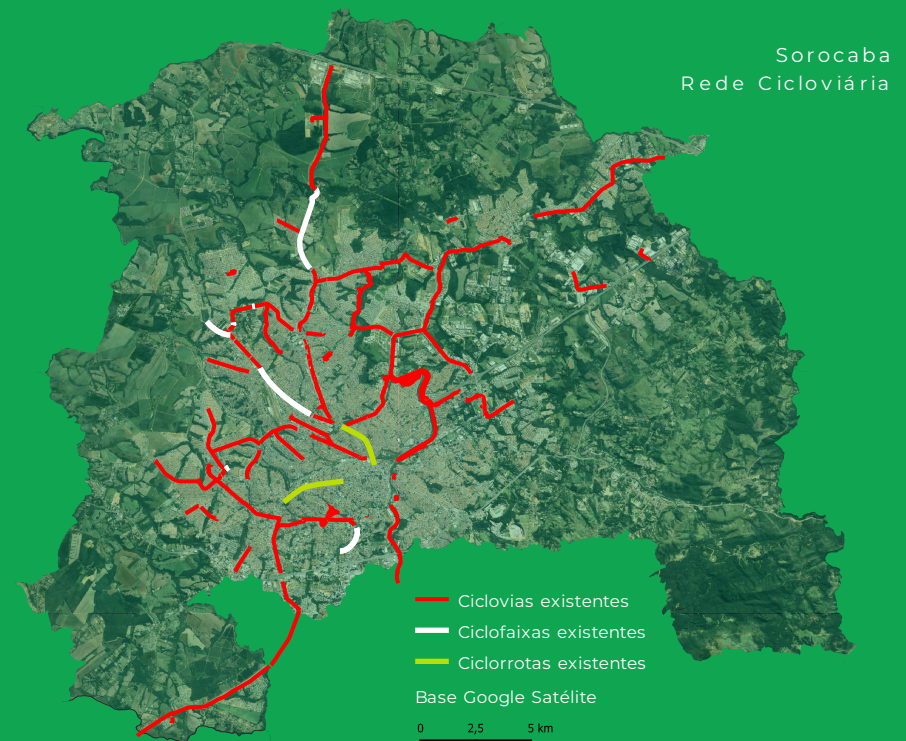 Sorocaba
Rede Cicloviária
Ciclovias existentes
Ciclofaixas existentes
Ciclorrotas existentes
Base Google Satélite
0 2,5 5 km